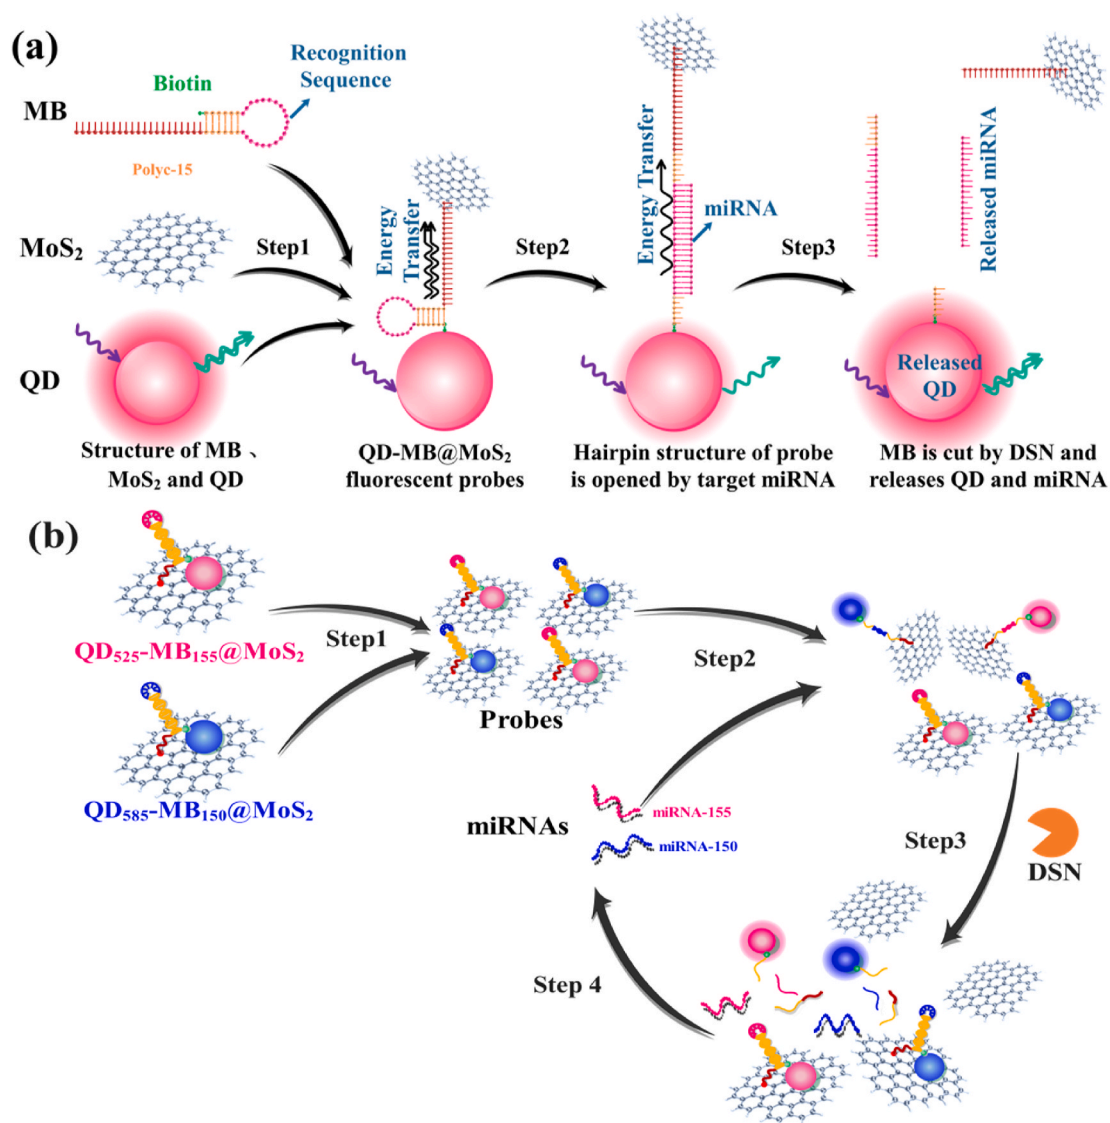 (a)
Recognition
Sequence
Biotin
MB
Polyc-15
MoS₂
Step1
QD
Structure of MB 、
MoS₂ and QD
Energy
Transfer
QD-MB@MoS₂
fluorescent probes
Step2
Energy Transfer
miRNA
Hairpin structure of probe
is opened by target miRNA
Step3
Released miRNA
Released
QD
MB is cut by DSN and
releases QD and miRNA
(b)
QD₅₂₅-MB₁₅₅@MoS₂
QD₅₈₅-MB₁₅₀@MoS₂
Step1
Probes
Step2
miRNAs
miRNA-155
miRNA-150
Step3
DSN
Step 4